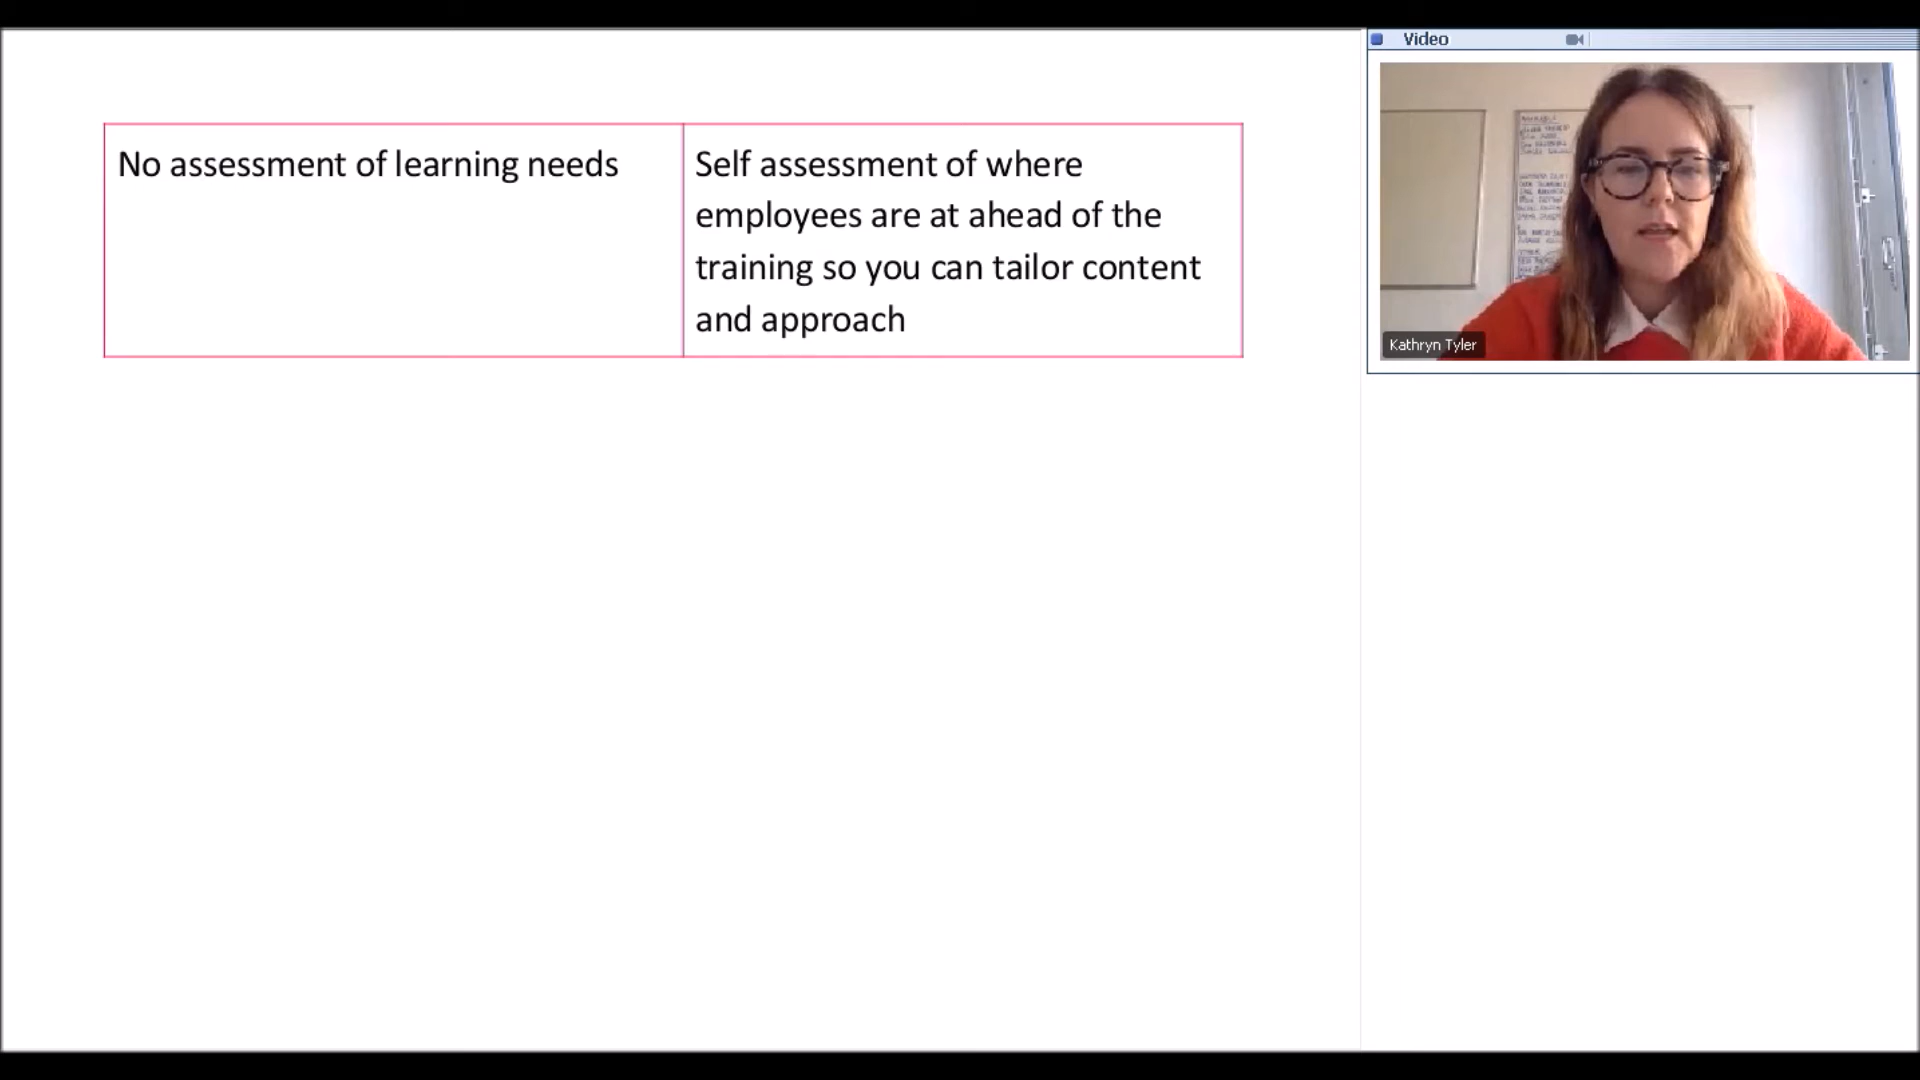 No assessment of learning needs
Self assessment of where
employees are at ahead of the
training so you can tailor content
and approach
Video
Kathryn Tyler